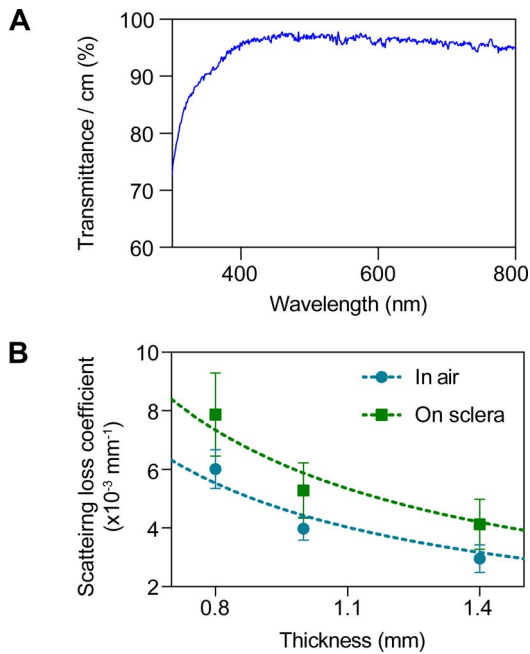 A
100
90
80
70
60
Transmittance / cm (%)
400
600
800
Wavelength (nm)
B
10
8
6
4
2
Scatteirng loss coefficient
(x10-3 mm-1)
In air
On sclera
0.8
1.1
1.4
Thickness (mm)